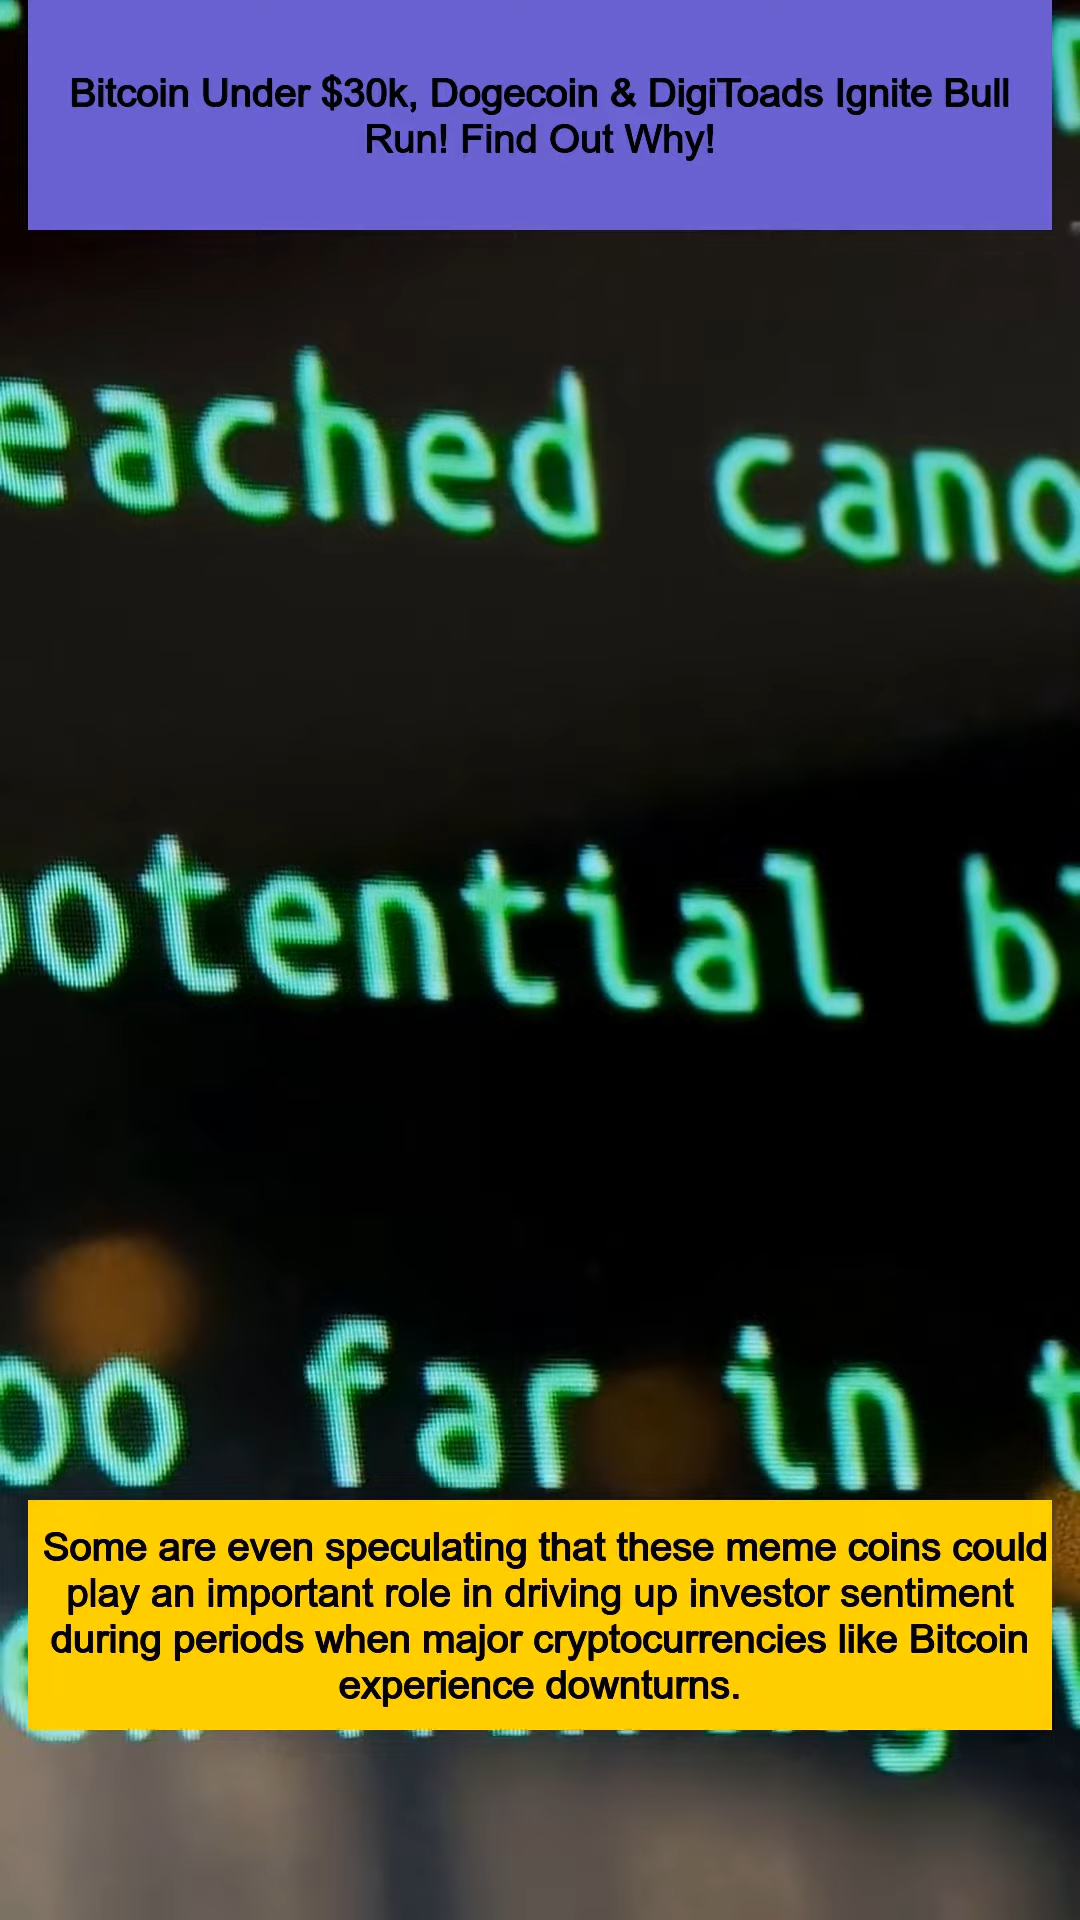 Bitcoin Under $30k, Dogecoin & DigiToads Ignite Bull
Run! Find Out Why!
eached cano
potential bl
oo far in t
Some are even speculating that these meme coins could
play an important role in driving up investor sentiment
during periods when major cryptocurrencies like Bitcoin
experience downturns.